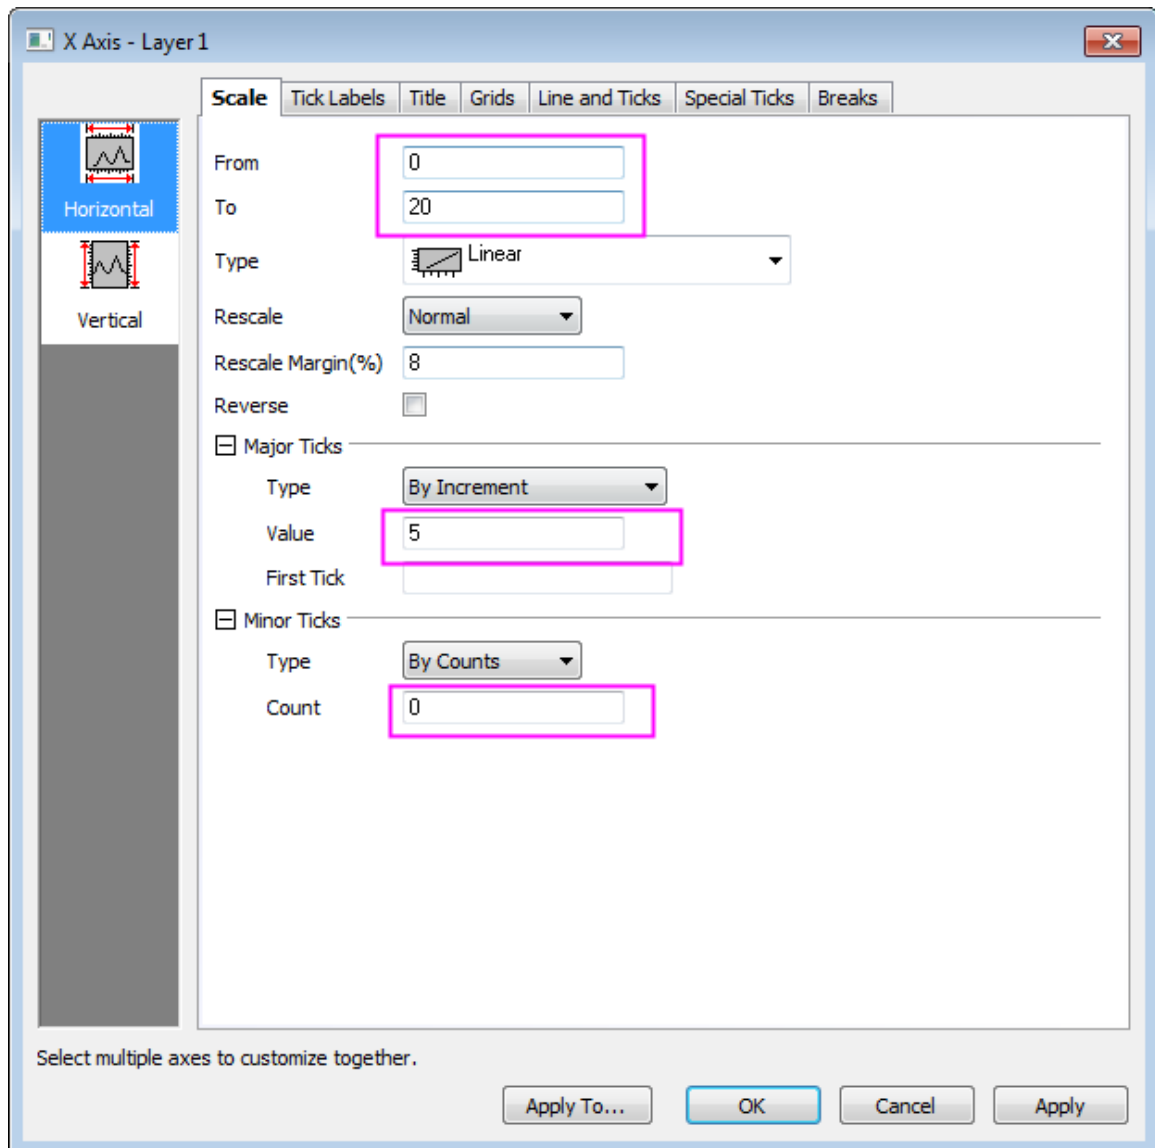 X Axis - Layer 1
Scale Tick Labels Title Grids Line and Ticks Special Ticks Breaks
Horizontal
Vertical
From 0
To 20
Type Linear
Rescale Normal
Rescale Margin(%) 8
Reverse
Major Ticks
Type By Increment
Value 5
First Tick
Minor Ticks
Type By Counts
Count 0
Select multiple axes to customize together.
Apply To... OK Cancel Apply